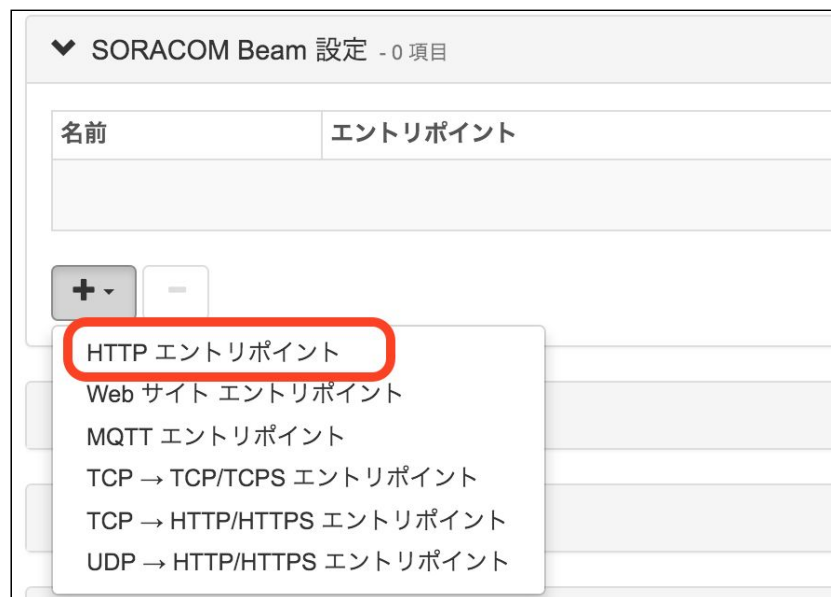 SORACOM Beam 設定 - 0 項目
名前 エントリポイント
HTTP エントリポイント
Web サイト エントリポイント
MQTT エントリポイント
TCP → TCP/TCPS エントリポイント
TCP → HTTP/HTTPS エントリポイント
UDP → HTTP/HTTPS エントリポイント